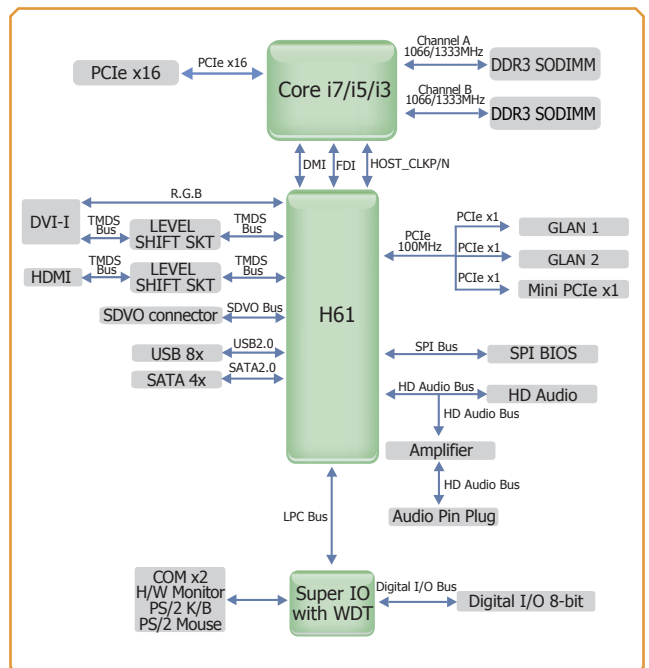 Channel A
1066/1333MHz
PCIe x16
PCIe x16
Core i7/i5/i3
DDR3 SODIMM
Channel B
1066/1333MHz
DDR3 SODIMM
DMI
FDI
HOST_CLKP/N
R.G.B
DVI-I
TMDS
Bus
LEVEL
SHIFT SKT
TMDS
Bus
HDMI
TMDS
Bus
LEVEL
SHIFT SKT
TMDS
Bus
SDVO connector
SDVO Bus
USB 8x
USB2.0
SATA 4x
SATA2.0
H61
PCIe
100MHz
PCIe x1
GLAN 1
PCIe x1
GLAN 2
PCIe x1
Mini PCIe x1
SPI Bus
SPI BIOS
HD Audio Bus
HD Audio
HD Audio Bus
Amplifier
HD Audio Bus
Audio Pin Plug
LPC Bus
COM x2
H/W Monitor
PS/2 K/B
PS/2 Mouse
Super IO
with WDT
Digital I/O Bus
Digital I/O 8-bit